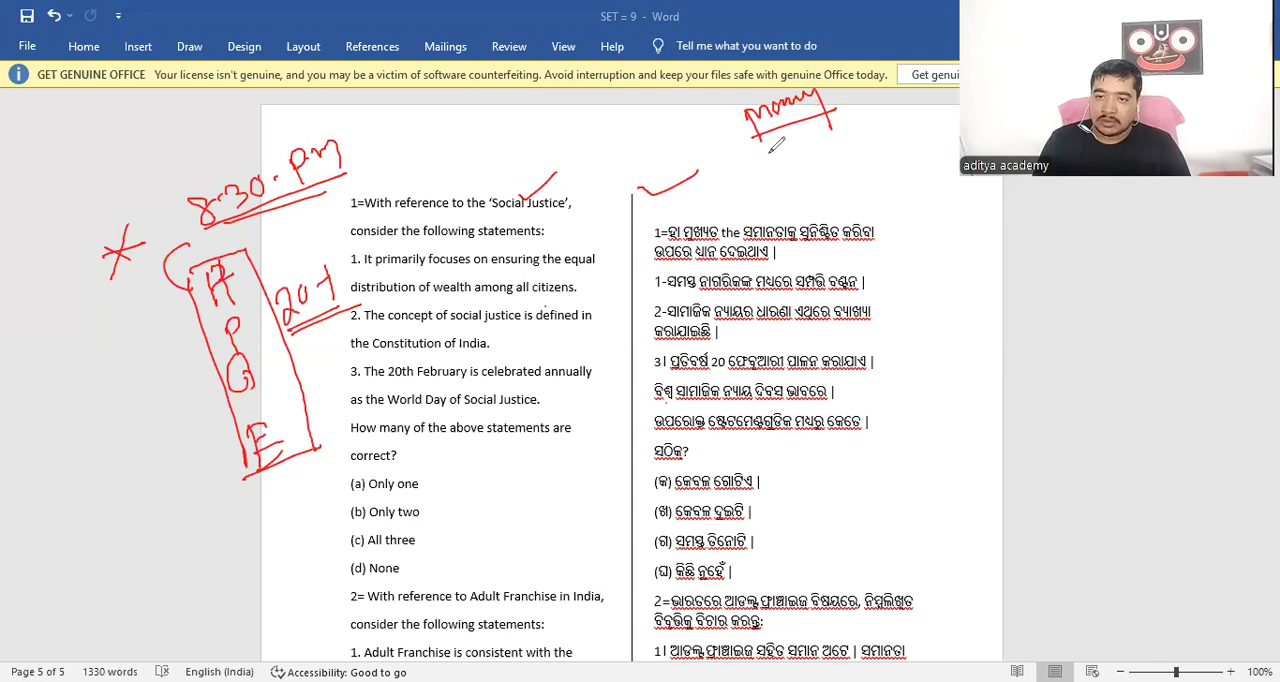 SET = 9 - Word
File Home Insert Draw Design Layout References Mailings Review View Help Tell me what you want to do
GET GENUINE OFFICE Your license isn't genuine, and you may be a victim of software counterfeiting. Avoid interruption and keep your files safe with genuine Office today. Get genui
aditya academy
8.30.pm
20-1
1=With reference to the ‘Social Justice’,
consider the following statements:
1. It primarily focuses on ensuring the equal
distribution of wealth among all citizens.
2. The concept of social justice is defined in
the Constitution of India.
3. The 20th February is celebrated annually
as the World Day of Social Justice.
How many of the above statements are
correct?
(a) Only one
(b) Only two
(c) All three
(d) None
2= With reference to Adult Franchise in India,
consider the following statements:
1. Adult Franchise is consistent with the
1=ହା ମୁଖ୍ୟତ the ସମାନତାକୁ ସୁନିଶ୍ଚିତ କରିବା
ଉପରେ ଧ୍ୟାନ ଦେଇଥାଏ |
1-ସମସ୍ତ ନାଗରିକଙ୍କ ମଧ୍ୟରେ ସମ୍ପତ୍ତି ବଣ୍ଟନ |
2-ସାମାଜିକ ନ୍ୟାୟର ଧାରଣା ଏଥିରେ ବ୍ୟାଖ୍ୟା
କରାଯାଇଛି |
3। ପ୍ରତିବର୍ଷ 20 ଫେବୃଆରୀ ପାଳନ କରାଯାଏ |
ବିଶ୍ୱ ସାମାଜିକ ନ୍ୟାୟ ଦିବସ ଭାବରେ |
ଉପରୋକ୍ତ ଷ୍ଟେଟମେଣ୍ଟଗୁଡିକ ମଧ୍ୟରୁ କେତେ |
ସଠିକ୍?
(କ) କେବଳ ଗୋଟିଏ |
(ଖ) କେବଳ ଦୁଇଟି |
(ଗ) ସମସ୍ତ ତିନୋଟି |
(ଘ) କିଛି ନୁହେଁ |
2=ଭାରତରେ ଆଡଲ୍ଟ ଫ୍ରାଞ୍ଚାଇଜ ବିଷୟରେ, ନିମ୍ନଲିଖିତ
ବିବୃତ୍ତିକୁ ବିଚାର କରନ୍ତୁ:
1। ଆଡଲ୍ଟ ଫ୍ରାଞ୍ଚାଇଜ ସହିତ ସମାନ ଅଟେ | ସମାନତା
Page 5 of 5 1330 words English (India) Accessibility: Good to go 100%